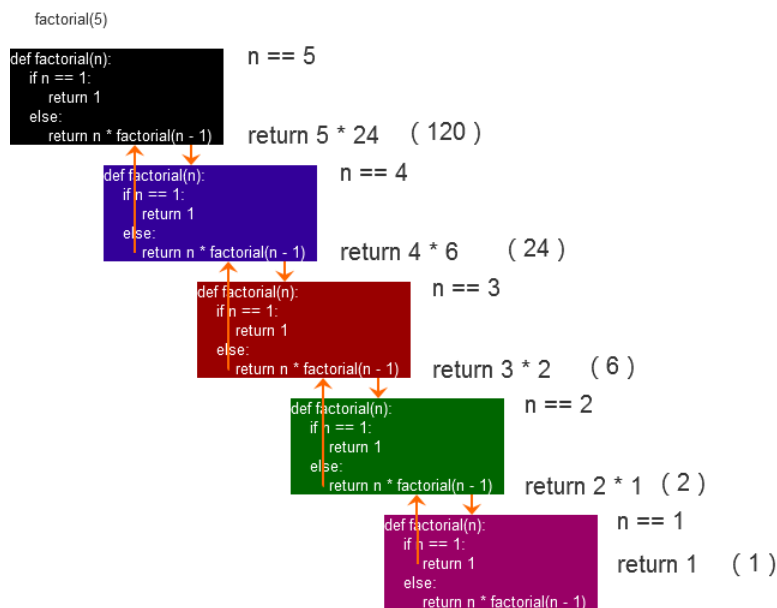 factorial(5)
def factorial(n):
if n == 1:
return 1
else:
return n * factorial(n - 1)
n == 5
return 5 * 24 ( 120 )
def factorial(n):
if n == 1:
return 1
else:
return n * factorial(n - 1)
n == 4
return 4 * 6 ( 24 )
def factorial(n):
if n == 1:
return 1
else:
return n * factorial(n - 1)
n == 3
return 3 * 2 ( 6 )
def factorial(n):
if n == 1:
return 1
else:
return n * factorial(n - 1)
n == 2
return 2 * 1 ( 2 )
def factorial(n):
if n == 1:
return 1
else:
return n * factorial(n - 1)
n == 1
return 1 ( 1 )